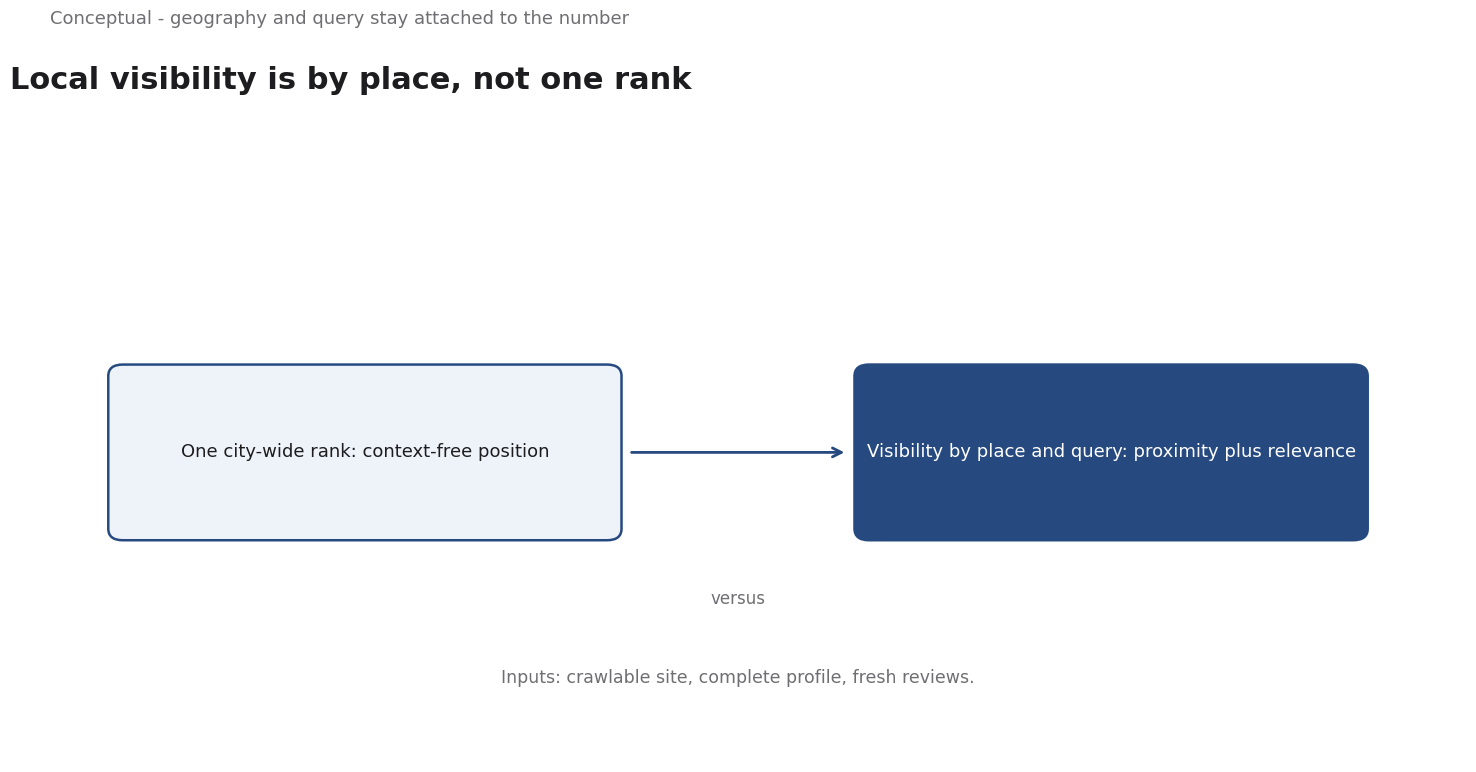 Conceptual - geography and query stay attached to the number
Local visibility is by place, not one rank
One city-wide rank: context-free position
Visibility by place and query: proximity plus relevance
versus
Inputs: crawlable site, complete profile, fresh reviews.